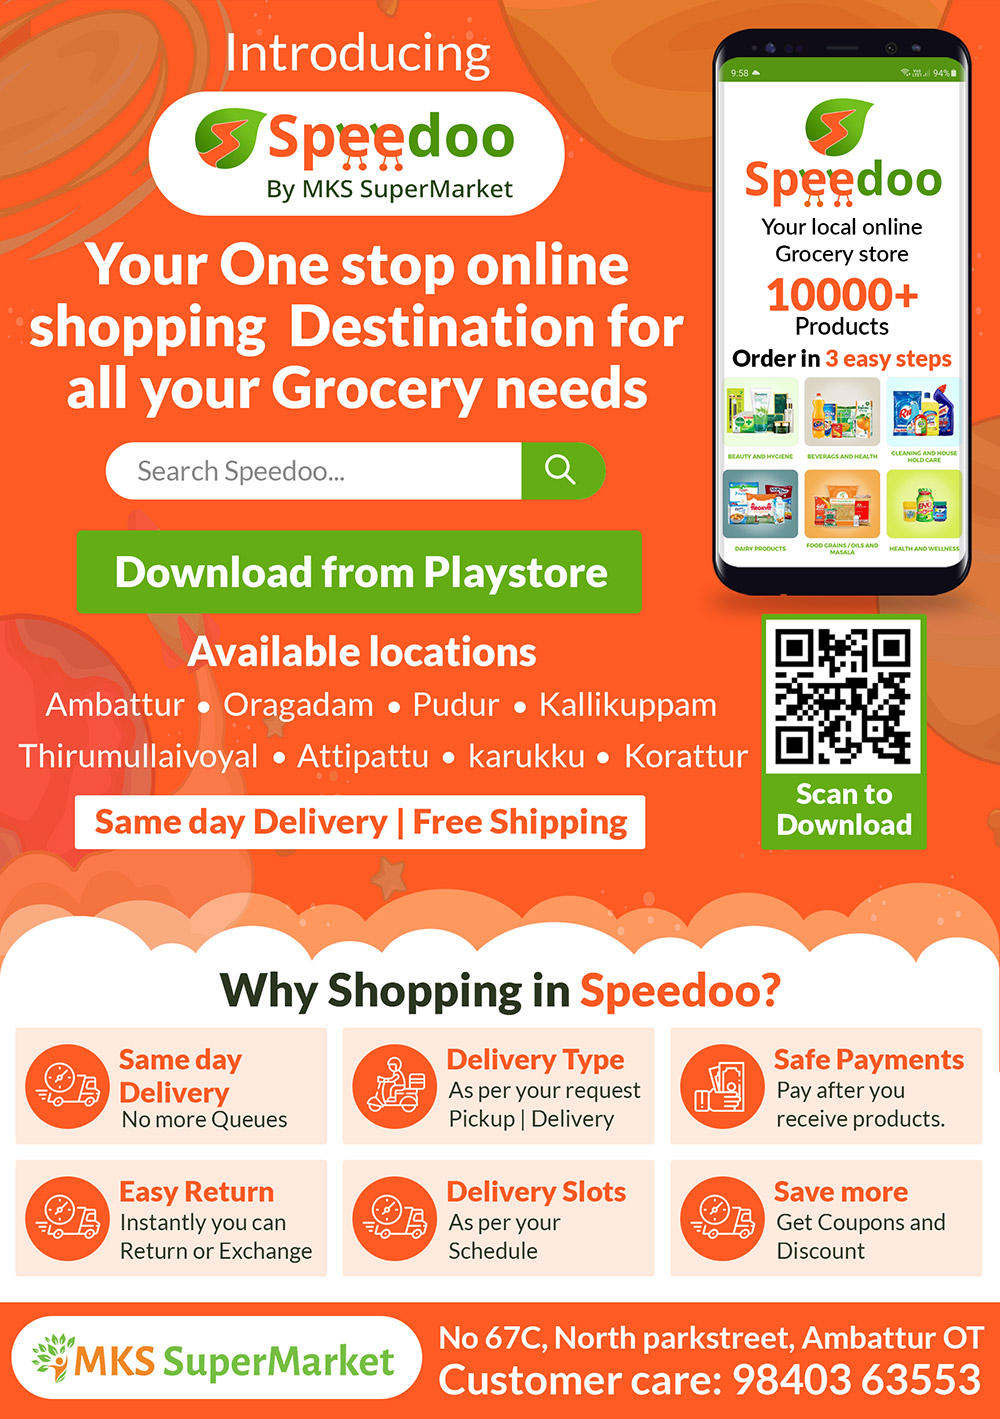 Introducing
Speedoo
By MKS SuperMarket
Your One stop online
shopping Destination for
all your Grocery needs
Search Speedoo...
Download from Playstore
Available locations
Ambattur • Oragadam • Pudur • Kallikuppam
Thirumullaivoyal • Attipattu • karukku • Korattur
Same day Delivery | Free Shipping
9:58
94%
Speedoo
Your local online
Grocery store
10000+
Products
Order in 3 easy steps
BEAUTY AND HYGIENE
BEVERAGS AND HEALTH
CLEANING AND HOUSE
HOLD CARE
DAIRY PRODUCTS
FOOD GRAINS / OILS AND
MASALA
HEALTH AND WELLNESS
Scan to
Download
Why Shopping in Speedoo?
Same day
Delivery
No more Queues
Delivery Type
As per your request
Pickup | Delivery
Safe Payments
Pay after you
receive products.
Easy Return
Instantly you can
Return or Exchange
Delivery Slots
As per your
Schedule
Save more
Get Coupons and
Discount
MKS SuperMarket
No 67C, North parkstreet, Ambattur OT
Customer care: 98403 63553